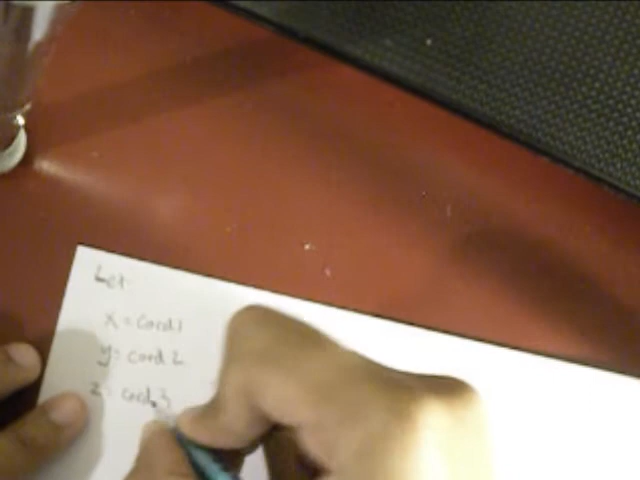 Let
x = Card 1
y = card 2
z = card 3